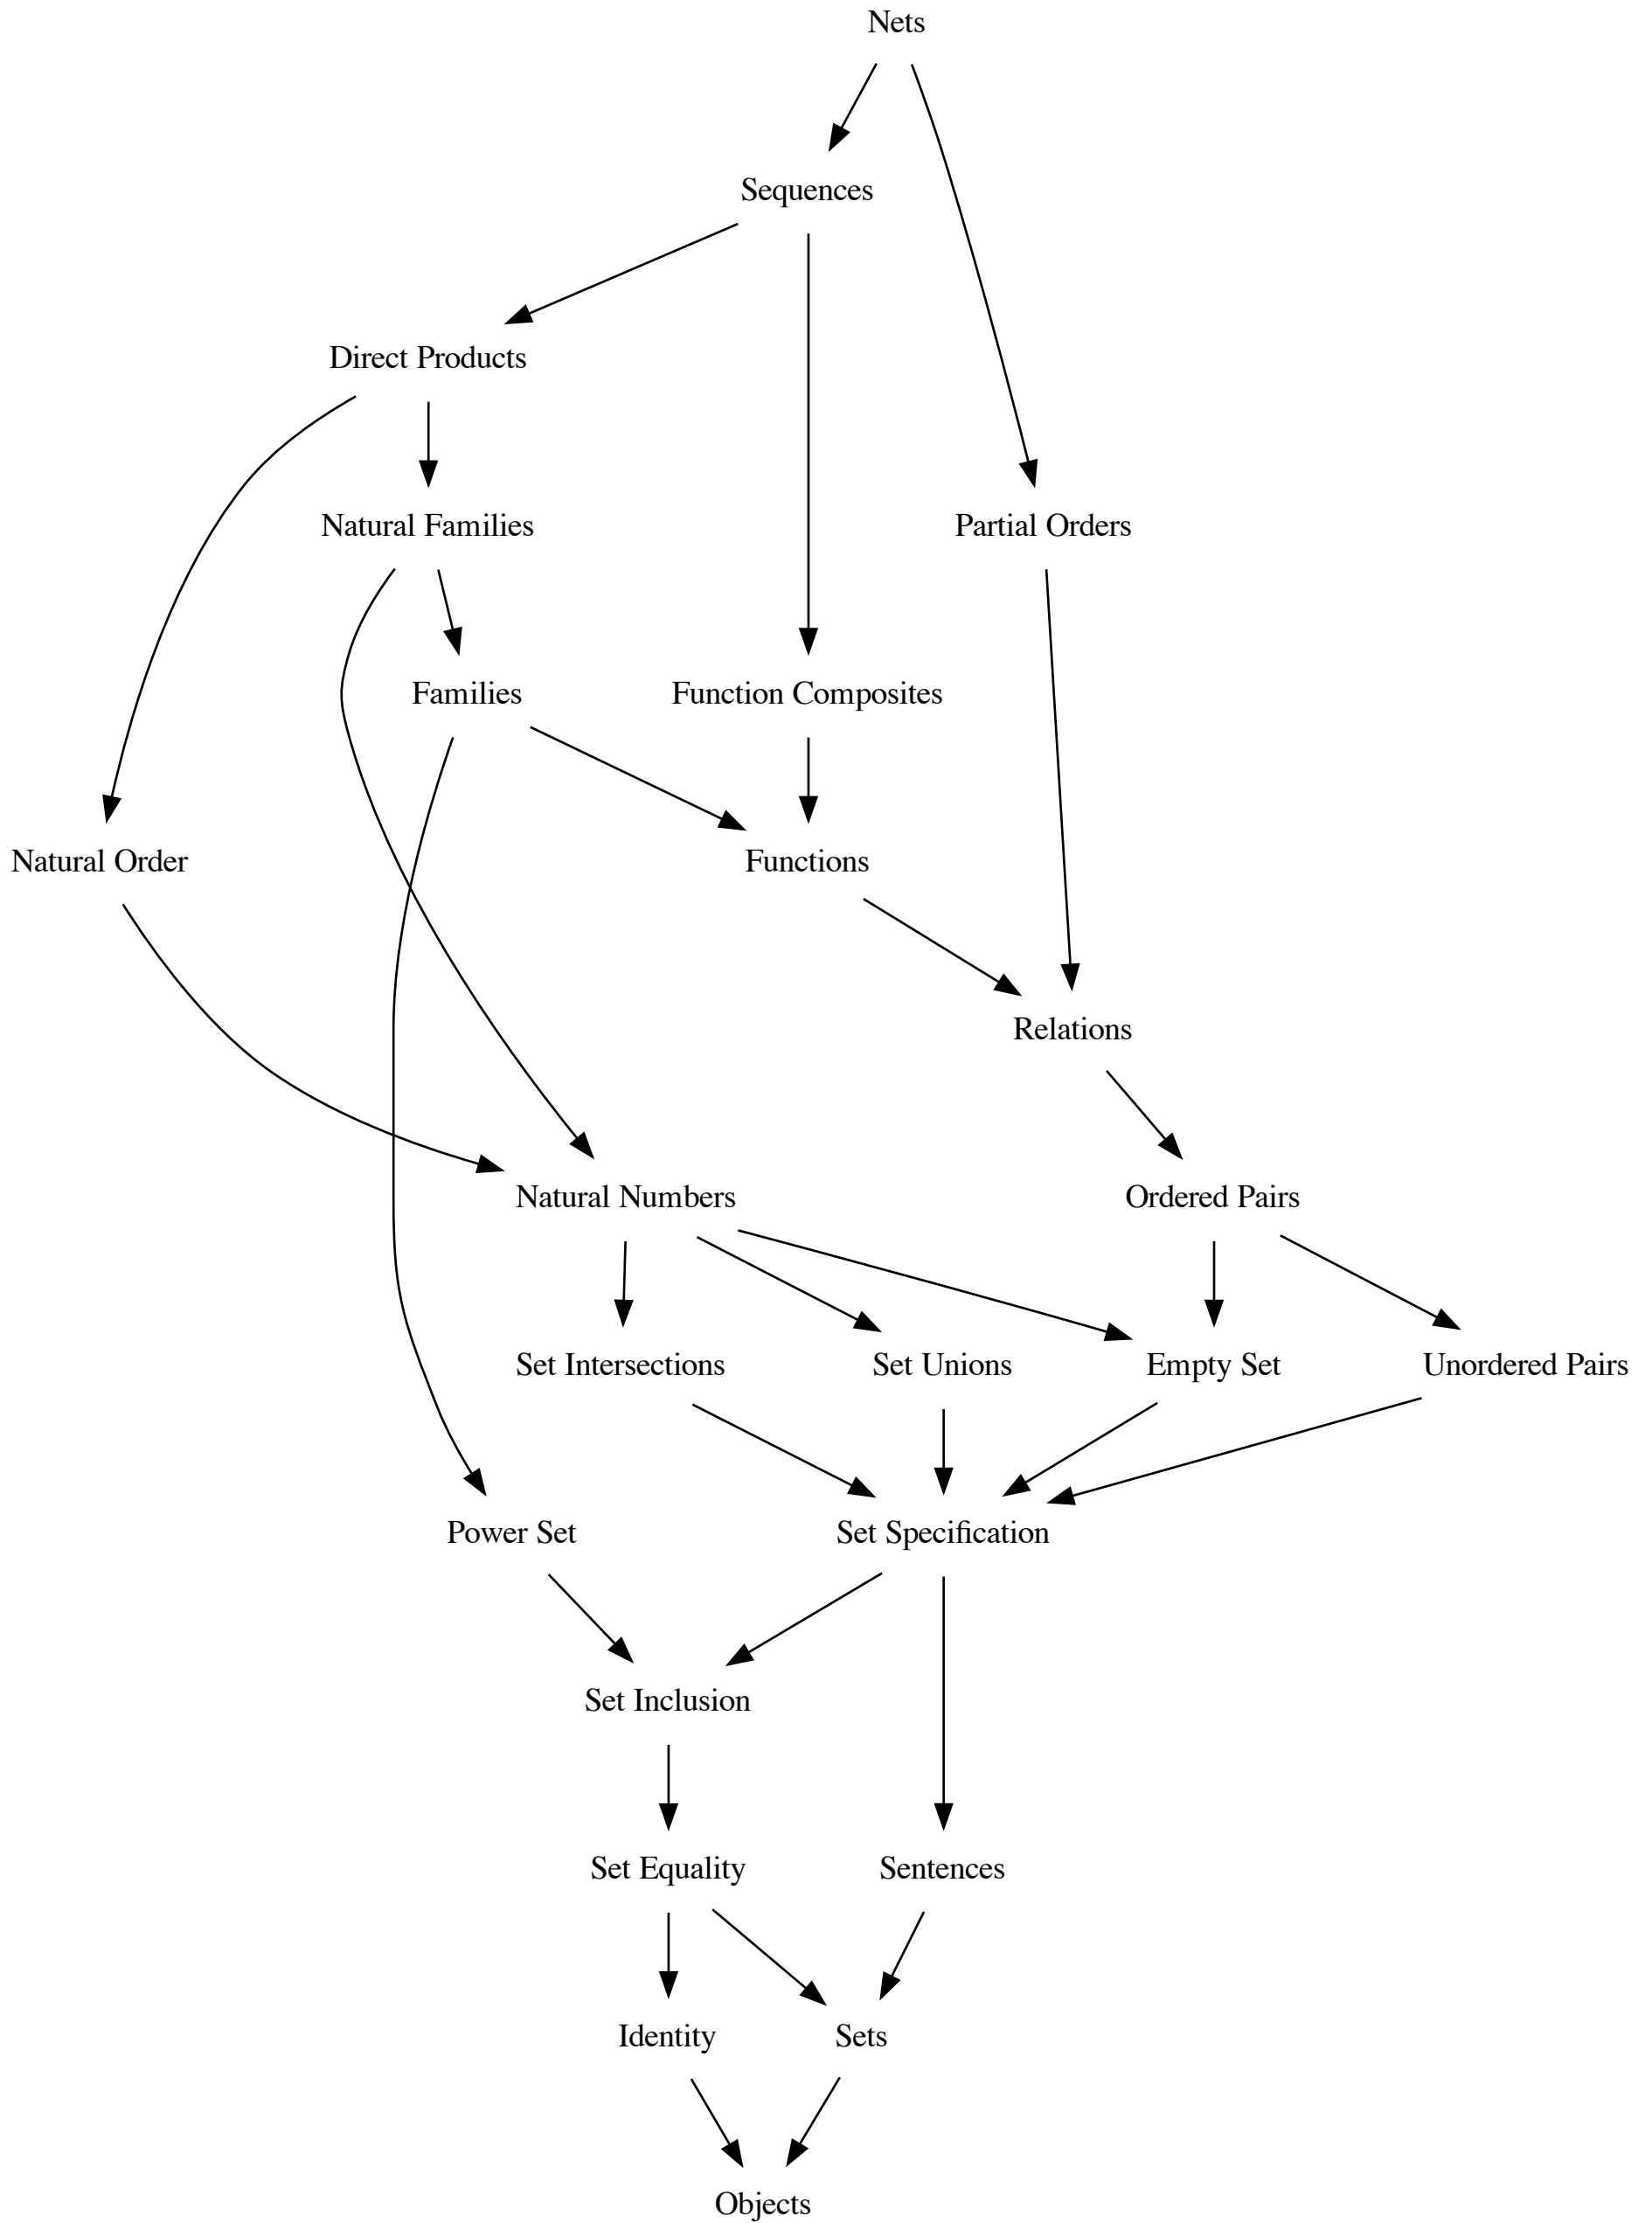 Nets
Sequences
Direct Products
Natural Families
Partial Orders
Families
Function Composites
Natural Order
Functions
Relations
Natural Numbers
Ordered Pairs
Set Intersections
Set Unions
Empty Set
Unordered Pairs
Power Set
Set Specification
Set Inclusion
Set Equality
Sentences
Identity
Sets
Objects